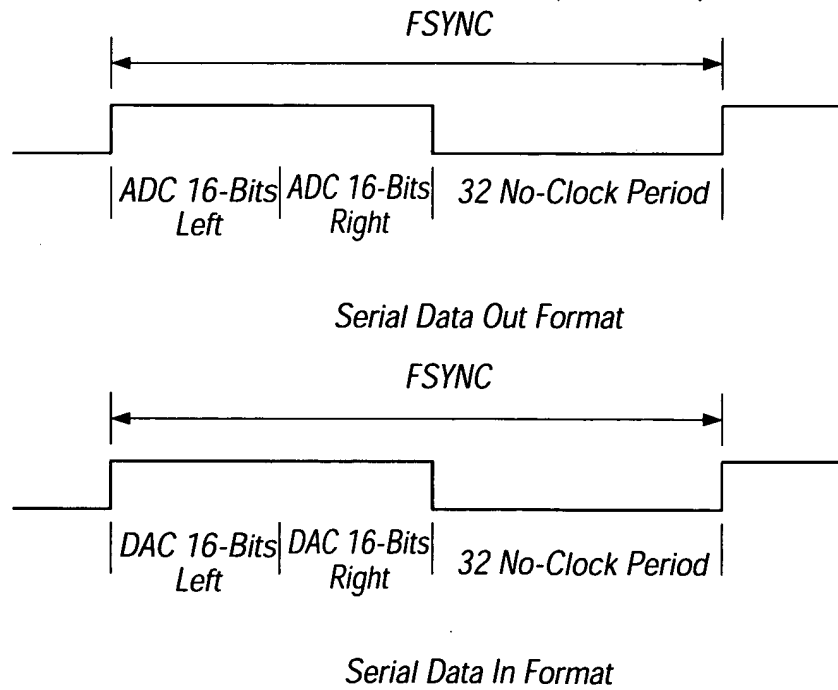 FSYNC
ADC 16-Bits ADC 16-Bits 32 No-Clock Period
Left Right
Serial Data Out Format
FSYNC
DAC 16-Bits DAC 16-Bits 32 No-Clock Period
Left Right
Serial Data In Format